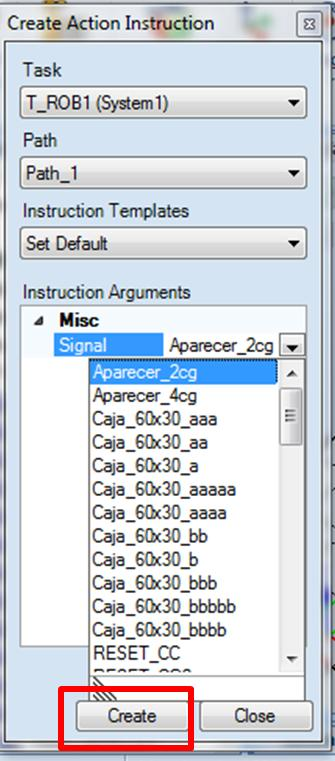 Create Action Instruction
Task
T_ROB1 (System1)
Path
Path_1
Instruction Templates
Set Default
Instruction Arguments
Misc
Signal Aparecer_2cg
Aparecer_2cg
Aparecer_4cg
Caja_60x30_aaa
Caja_60x30_aa
Caja_60x30_a
Caja_60x30_aaaaa
Caja_60x30_aaaa
Caja_60x30_bb
Caja_60x30_b
Caja_60x30_bbb
Caja_60x30_bbbbb
Caja_60x30_bbbb
RESET_CC
Create Close